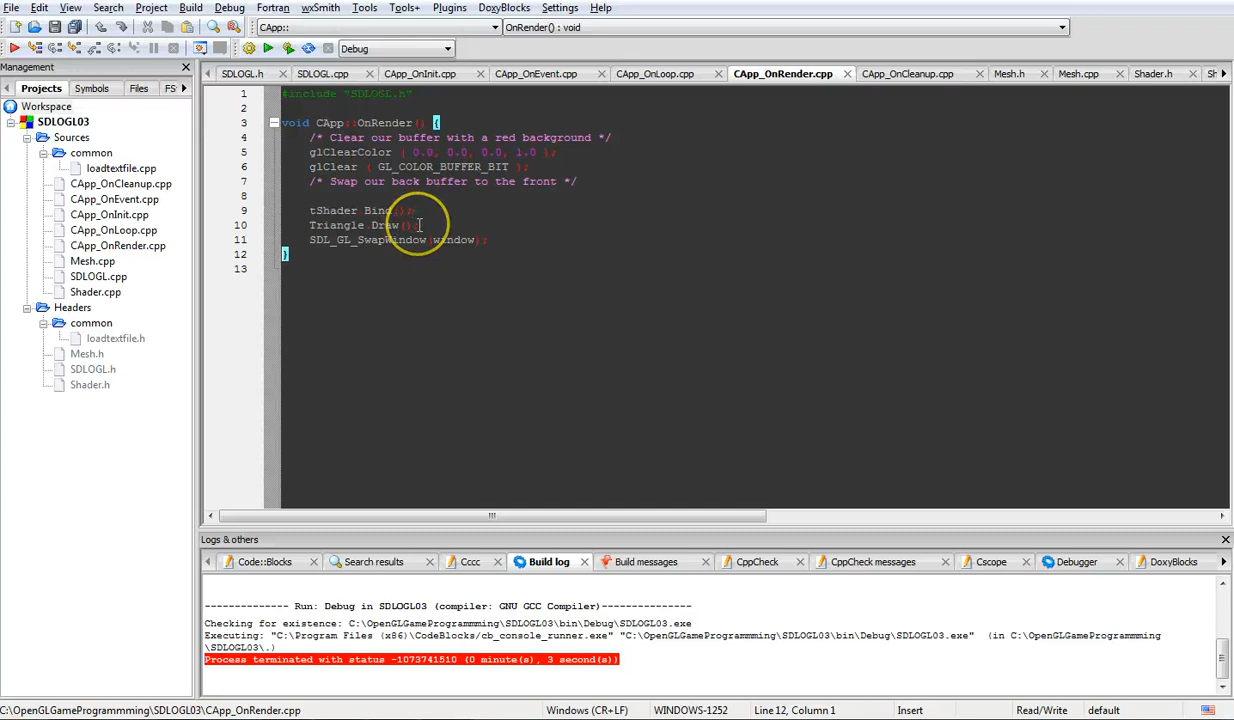 File Edit View Search Project Build Debug Fortran wxSmith Tools Tools+ Plugins DoxyBlocks Settings Help
CApp:: OnRender() : void
Debug
Management
Projects Symbols Files FS
Workspace
SDLOGL03
Sources
common
loadtextfile.cpp
CApp_OnCleanup.cpp
CApp_OnEvent.cpp
CApp_OnInit.cpp
CApp_OnLoop.cpp
CApp_OnRender.cpp
Mesh.cpp
SDLOGL.cpp
Shader.cpp
Headers
common
loadtextfile.h
Mesh.h
SDLOGL.h
Shader.h
SDLOGL.h SDLOGL.cpp CApp_OnInit.cpp CApp_OnEvent.cpp CApp_OnLoop.cpp CApp_OnRender.cpp CApp_OnCleanup.cpp Mesh.h Mesh.cpp Shader.h Sh
1 #include "SDLOGL.h"
2
3 void CApp::OnRender() {
4 /* Clear our buffer with a red background */
5 glClearColor ( 0.0, 0.0, 0.0, 1.0 );
6 glClear ( GL_COLOR_BUFFER_BIT );
7 /* Swap our back buffer to the front */
8
9 tShader.Bind();
10 Triangle.Draw();
11 SDL_GL_SwapWindow(window);
12 }
13
Logs & others
Code::Blocks Search results Cccc Build log Build messages CppCheck CppCheck messages Cscope Debugger DoxyBlocks
-------------- Run: Debug in SDLOGL03 (compiler: GNU GCC Compiler)---------------
Checking for existence: C:\OpenGLGameProgrammming\SDLOGL03\bin\Debug\SDLOGL03.exe
Executing: "C:\Program Files (x86)\CodeBlocks/cb_console_runner.exe" "C:\OpenGLGameProgrammming\SDLOGL03\bin\Debug\SDLOGL03.exe"  (in C:\OpenGLGameProgrammming
\SDLOGL03\.)
Process terminated with status -1073741510 (0 minute(s), 3 second(s))
C:\OpenGLGameProgrammming\SDLOGL03\CApp_OnRender.cpp Windows (CR+LF) WINDOWS-1252 Line 12, Column 1 Insert Read/Write default